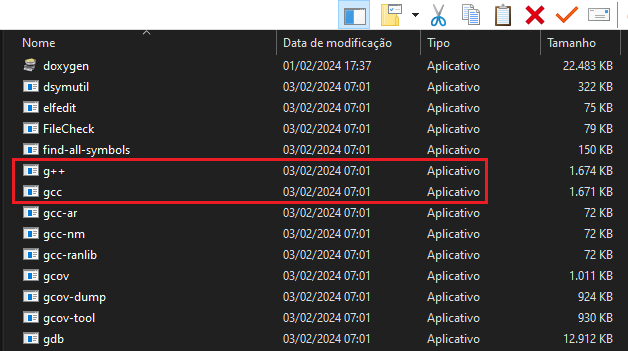 Nome Data de modificação Tipo Tamanho
doxygen 01/02/2024 17:37 Aplicativo 22.483 KB
dsymutil 03/02/2024 07:01 Aplicativo 322 KB
elfedit 03/02/2024 07:01 Aplicativo 75 KB
FileCheck 03/02/2024 07:01 Aplicativo 79 KB
find-all-symbols 03/02/2024 07:01 Aplicativo 150 KB
g++ 03/02/2024 07:01 Aplicativo 1.674 KB
gcc 03/02/2024 07:01 Aplicativo 1.671 KB
gcc-ar 03/02/2024 07:01 Aplicativo 72 KB
gcc-nm 03/02/2024 07:01 Aplicativo 72 KB
gcc-ranlib 03/02/2024 07:01 Aplicativo 72 KB
gcov 03/02/2024 07:01 Aplicativo 1.011 KB
gcov-dump 03/02/2024 07:01 Aplicativo 924 KB
gcov-tool 03/02/2024 07:01 Aplicativo 930 KB
gdb 03/02/2024 07:01 Aplicativo 12.912 KB